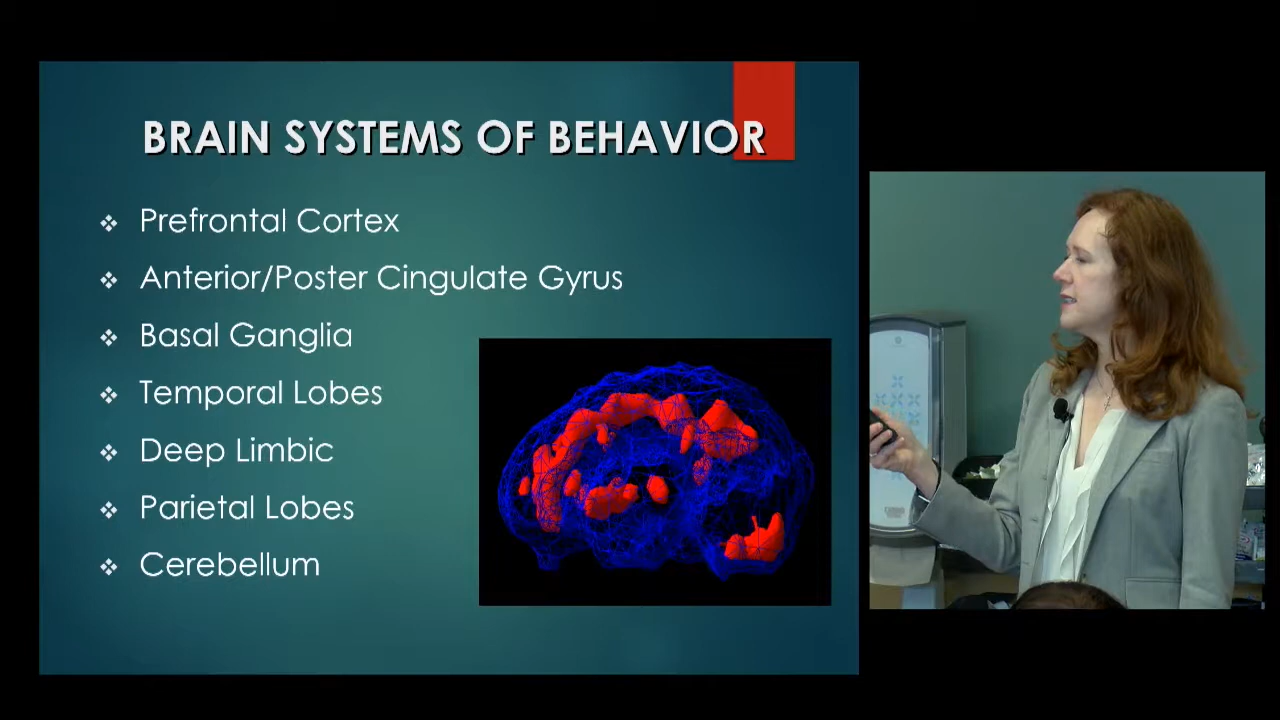 BRAIN SYSTEMS OF BEHAVIOR
❖ Prefrontal Cortex
❖ Anterior/Poster Cingulate Gyrus
❖ Basal Ganglia
❖ Temporal Lobes
❖ Deep Limbic
❖ Parietal Lobes
❖ Cerebellum